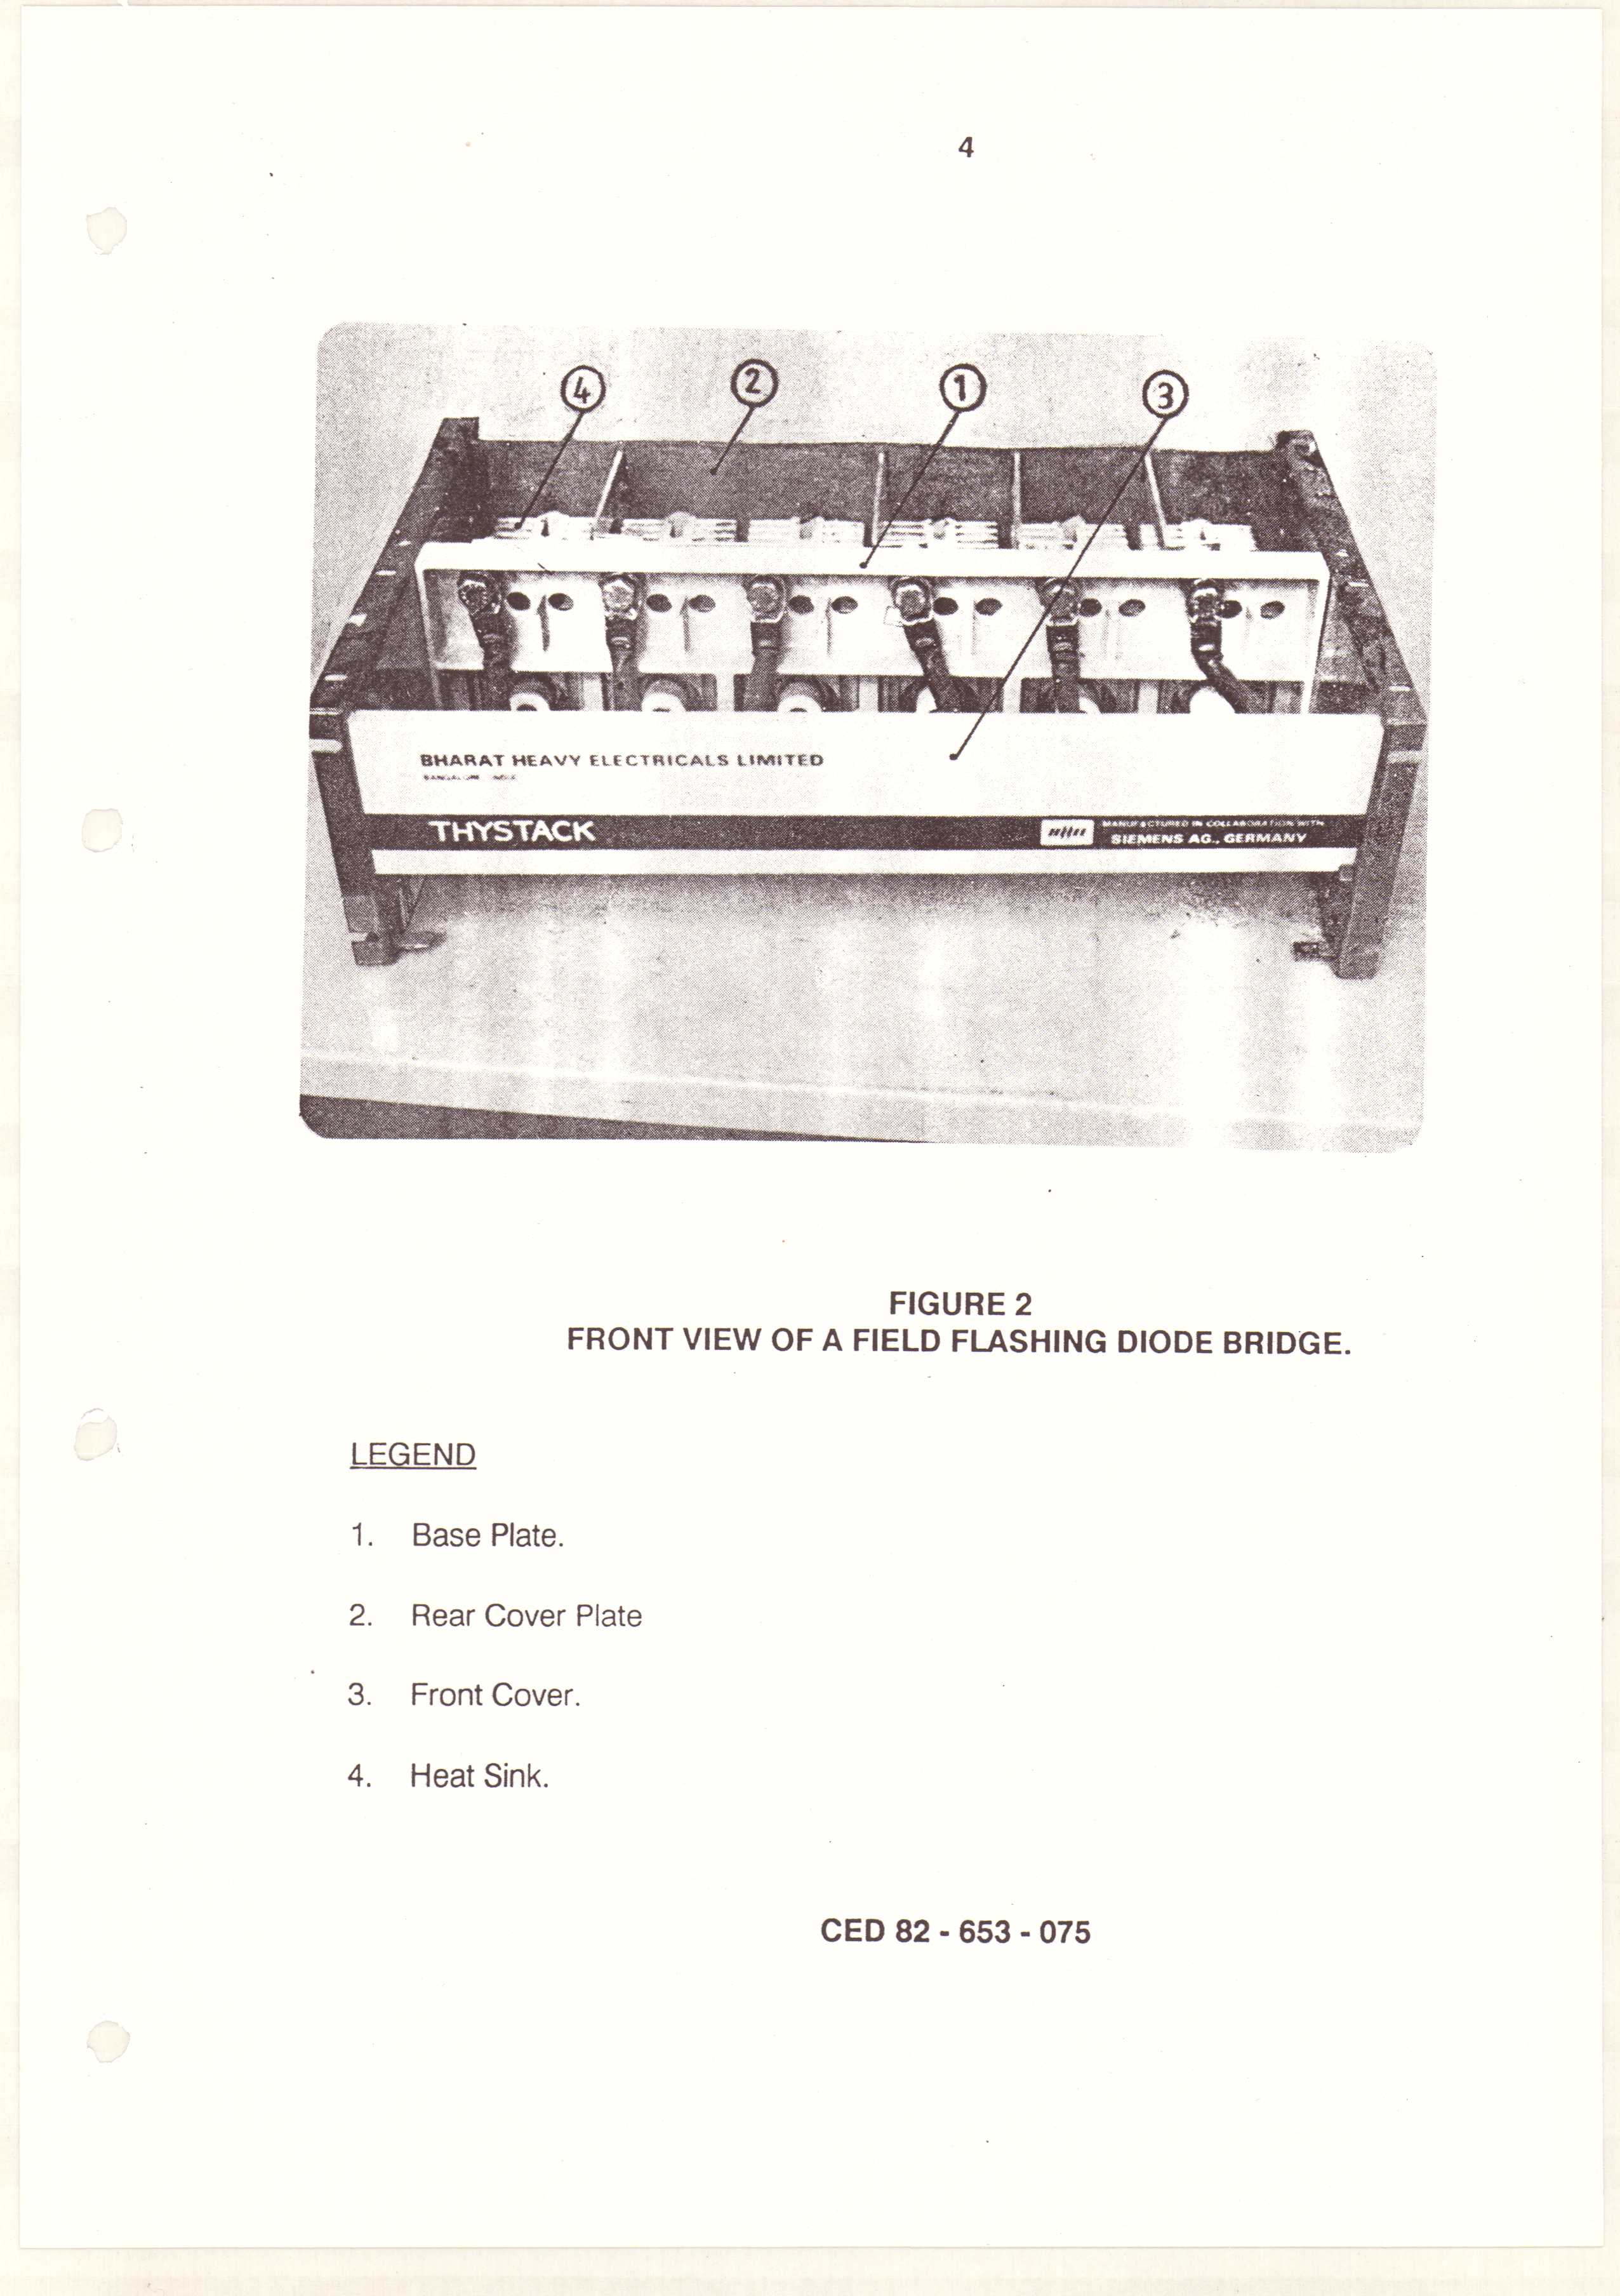 4
4 2 1 3
BHARAT HEAVY ELECTRICALS LIMITED
BANGALORE INDIA
THYSTACK
MANUFACTURED IN COLLABORATION WITH
SIEMENS AG., GERMANY
FIGURE 2
FRONT VIEW OF A FIELD FLASHING DIODE BRIDGE.
LEGEND
1. Base Plate.
2. Rear Cover Plate
3. Front Cover.
4. Heat Sink.
CED 82 - 653 - 075